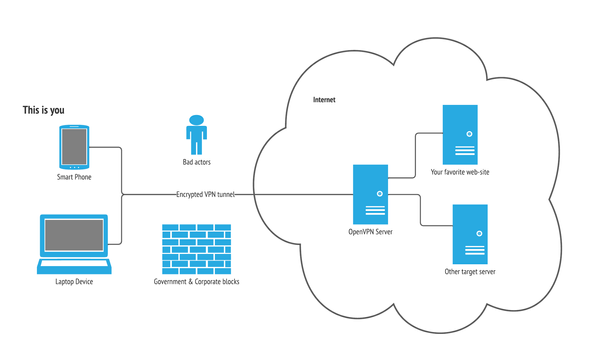 This is you
Smart Phone
Laptop Device
Bad actors
Encrypted VPN tunnel
Government & Corporate blocks
Internet
OpenVPN Server
Your favorite web-site
Other target server